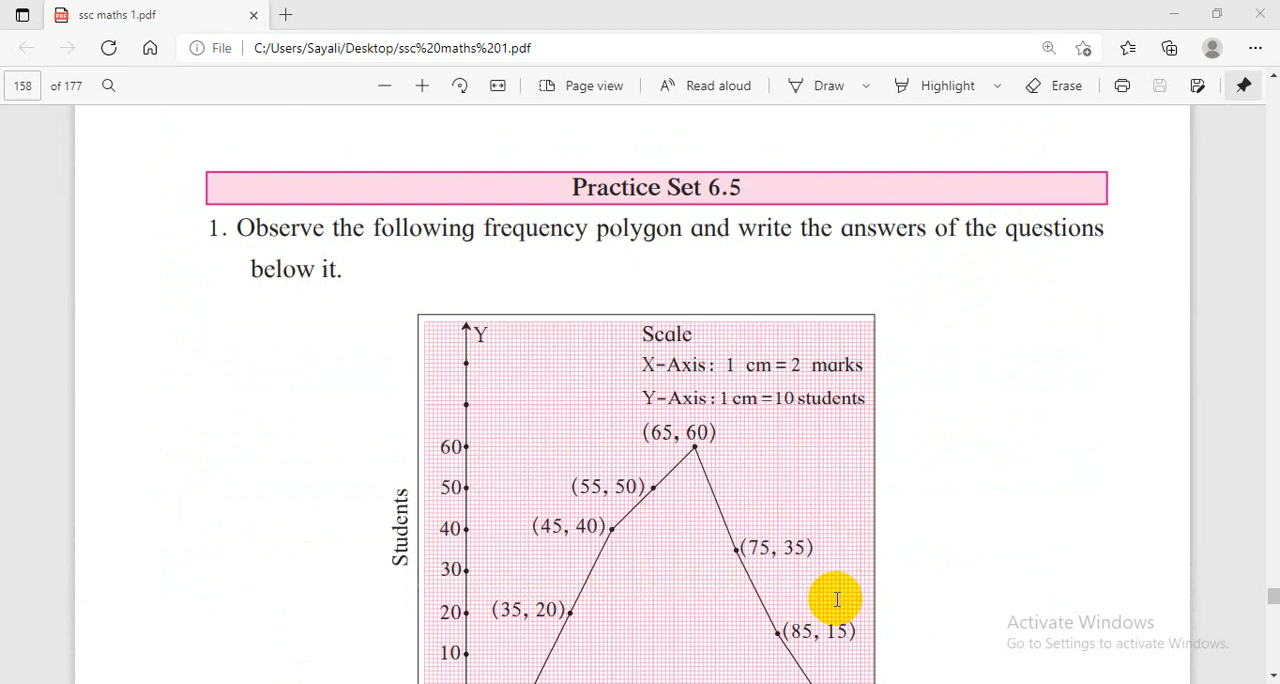 ssc maths 1.pdf
File C:/Users/Sayali/Desktop/ssc%20maths%201.pdf
158 of 177 Page view Read aloud Draw Highlight Erase
Practice Set 6.5
1. Observe the following frequency polygon and write the answers of the questions
below it.
Y Scale
X-Axis: 1 cm = 2 marks
Y-Axis : 1 cm =10 students
(65, 60)
60
50 (55, 50)
40 (45, 40)
(75, 35)
30
20 (35, 20)
(85, 15)
10
Students
Activate Windows
Go to Settings to activate Windows.